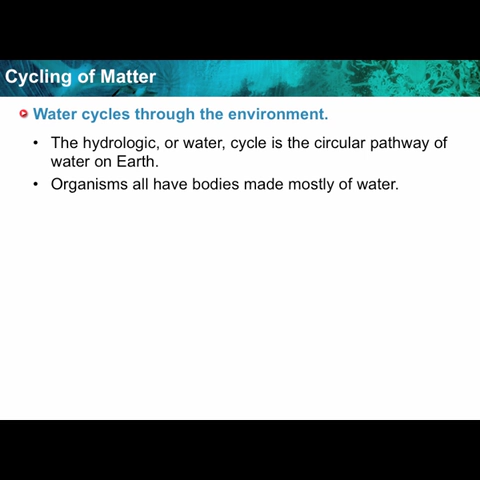 Cycling of Matter
Water cycles through the environment.
• The hydrologic, or water, cycle is the circular pathway of
water on Earth.
• Organisms all have bodies made mostly of water.